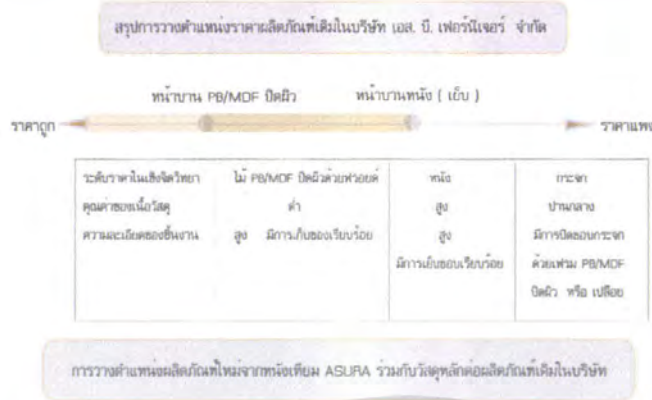 สรุปการวางตำแหน่งราคาผลิตภัณฑ์เดิมในบริษัท เอส. บี. เฟอร์นิเจอร์ จำกัด
หน้าบาน PB/MDF ปิดผิว หน้าบานหนัง ( เย็บ )
ราคาถูก ราคาแพง
ระดับราคาในเชิงจิตวิทยา ไม้ PB/MDF ปิดผิวด้วยฟรอยด์ หนัง กระจก
คุณค่าของเนื้อวัสดุ ต่ำ สูง ปานกลาง
ความละเอียดของชิ้นงาน สูง มีการเก็บของเรียบร้อย สูง มีการปิดขอบกระจก
มีการเย็บขอบเรียบร้อย ด้วยเฟรม PB/MDF
ปิดผิว หรือ เปลือย
การวางตำแหน่งผลิตภัณฑ์ใหม่จากหนังเทียม ASURA ร่วมกับวัสดุหลักต่อผลิตภัณฑ์เดิมในบริษัท